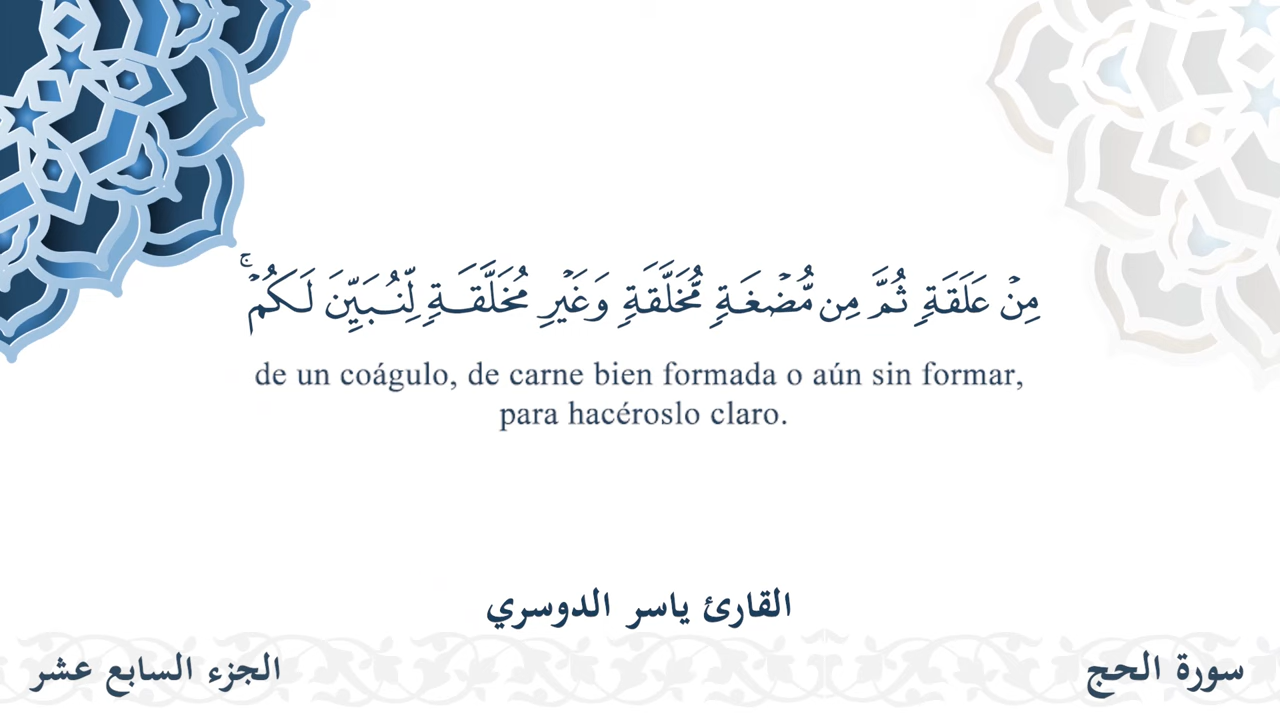 مِنْ عَلَقَةٍ ثُمَّ مِن مُّضْغَةٍ مُّخَلَّقَةٍ وَغَيْرِ مُخَلَّقَةٍ لِّنُبَيِّنَ لَكُمْ ۚ
de un coágulo, de carne bien formada o aún sin formar,
para hacéroslo claro.
القارئ ياسر الدوسري
سورة الحج
الجزء السابع عشر